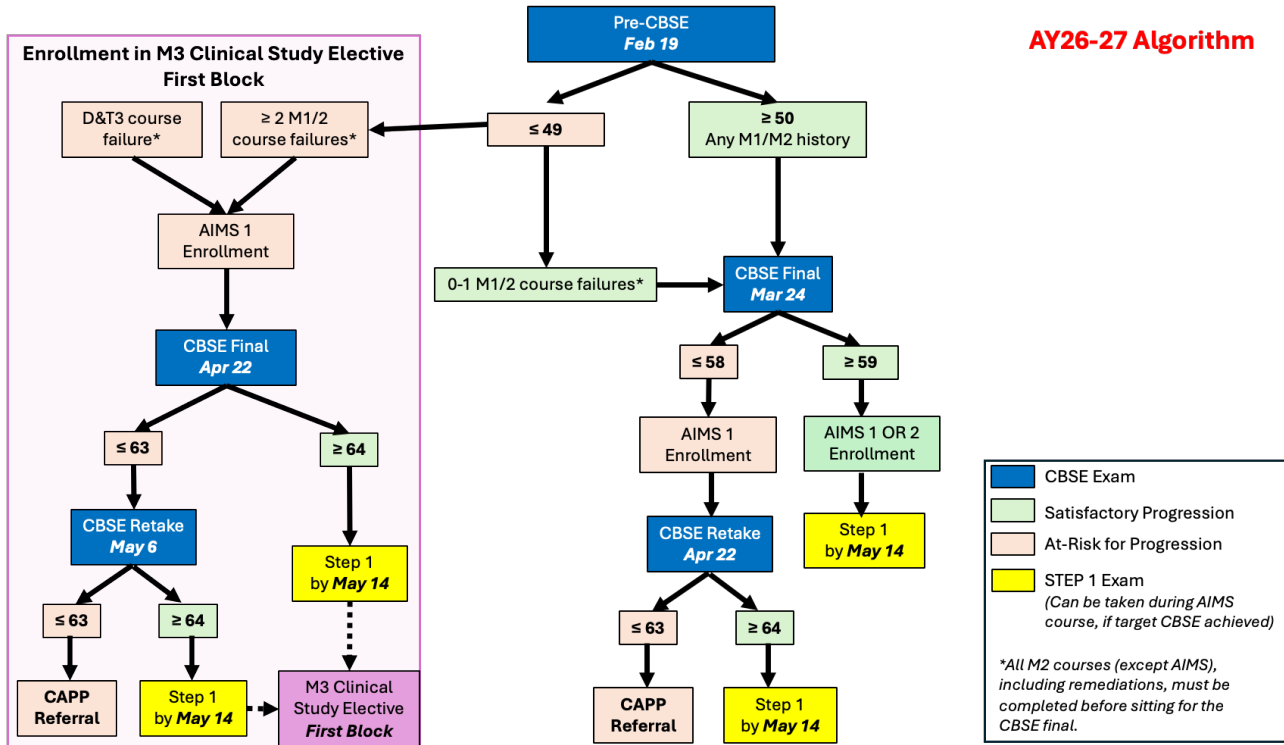 Pre-CBSE
Feb 19
AY26-27 Algorithm
Enrollment in M3 Clinical Study Elective
First Block
D&T3 course
failure*
≥ 2 M1/2
course failures*
≤ 49
≥ 50
Any M1/M2 history
AIMS 1
Enrollment
0-1 M1/2 course failures*
CBSE Final
Mar 24
CBSE Final
Apr 22
≤ 58
≥ 59
≤ 63
≥ 64
AIMS 1
Enrollment
AIMS 1 OR 2
Enrollment
CBSE Retake
May 6
Step 1
by May 14
CBSE Retake
Apr 22
Step 1
by May 14
≤ 63
≥ 64
≤ 63
≥ 64
CAPP
Referral
Step 1
by May 14
M3 Clinical
Study Elective
First Block
CAPP
Referral
Step 1
by May 14
CBSE Exam
Satisfactory Progression
At-Risk for Progression
STEP 1 Exam
(Can be taken during AIMS
course, if target CBSE achieved)
*All M2 courses (except AIMS),
including remediations, must be
completed before sitting for the
CBSE final.